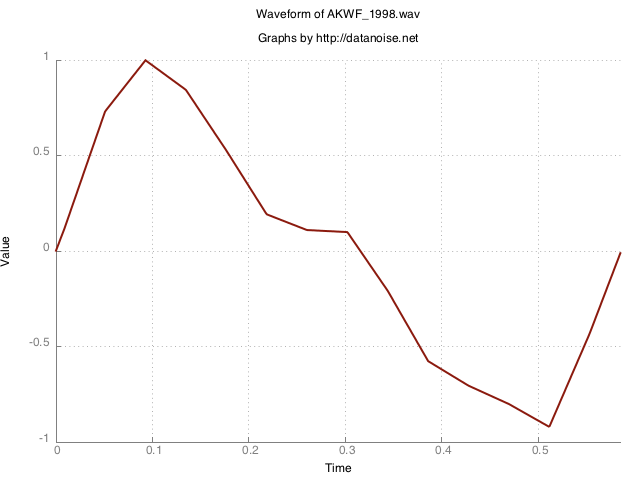 Waveform of AKWF_1998.wav
Graphs by http://datanoise.net
1
0.5
0
-0.5
-1
Value
0 0.1 0.2 0.3 0.4 0.5
Time